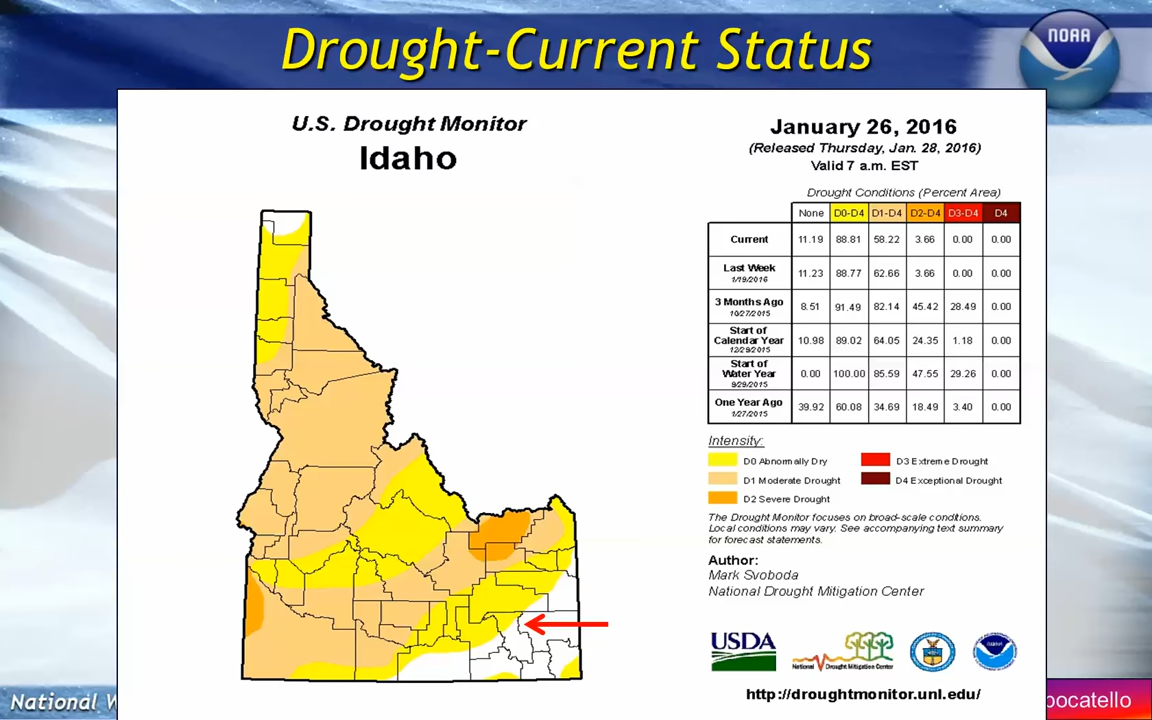 Drought-Current Status
NOAA
U.S. Drought Monitor
Idaho
January 26, 2016
(Released Thursday, Jan. 28, 2016)
Valid 7 a.m. EST
Drought Conditions (Percent Area)
None D0-D4 D1-D4 D2-D4 D3-D4 D4
Current 11.19 88.81 58.22 3.66 0.00 0.00
Last Week 11.23 88.77 62.66 3.66 0.00 0.00
1/19/2016
3 Months Ago 8.51 91.49 82.14 45.42 28.49 0.00
10/27/2015
Start of
Calendar Year 10.98 89.02 64.05 24.35 1.18 0.00
12/29/2015
Start of
Water Year 0.00 100.00 85.59 47.55 29.26 0.00
9/29/2015
One Year Ago 39.92 60.08 34.69 18.49 3.40 0.00
1/27/2015
Intensity:
D0 Abnormally Dry D3 Extreme Drought
D1 Moderate Drought D4 Exceptional Drought
D2 Severe Drought
The Drought Monitor focuses on broad-scale conditions.
Local conditions may vary. See accompanying text summary
for forecast statements.
Author:
Mark Svoboda
National Drought Mitigation Center
USDA
National Drought Mitigation Center
NOAA
http://droughtmonitor.unl.edu/
National W
ocatello